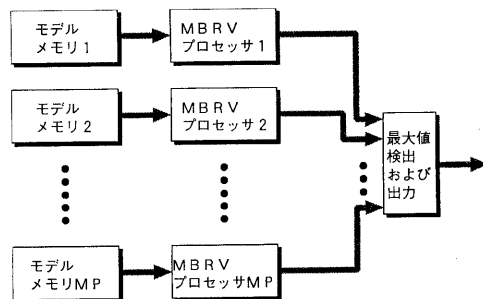 モデル
メモリ1
MBRV
プロセッサ1
モデル
メモリ2
MBRV
プロセッサ2
最大値
検出
および
出力
モデル
メモリMP
MBRV
プロセッサMP